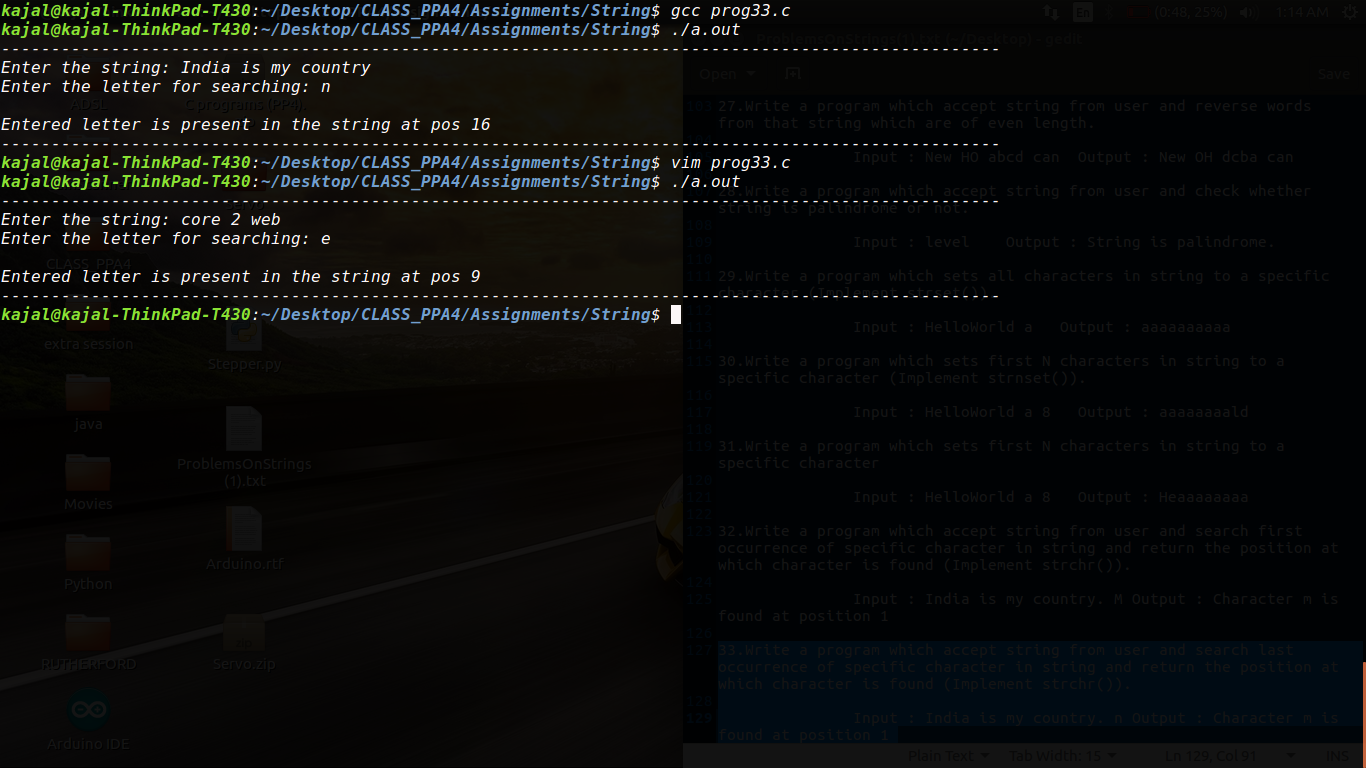 kajal@kajal-ThinkPad-T430:~/Desktop/CLASS_PPA4/Assignments/String$ gcc prog33.c
kajal@kajal-ThinkPad-T430:~/Desktop/CLASS_PPA4/Assignments/String$ ./a.out
----------------------------------------------------------------------------------------------------
Enter the string: India is my country
Enter the letter for searching: n
Entered letter is present in the string at pos 16
----------------------------------------------------------------------------------------------------
kajal@kajal-ThinkPad-T430:~/Desktop/CLASS_PPA4/Assignments/String$ vim prog33.c
kajal@kajal-ThinkPad-T430:~/Desktop/CLASS_PPA4/Assignments/String$ ./a.out
----------------------------------------------------------------------------------------------------
Enter the string: core 2 web
Enter the letter for searching: e
Entered letter is present in the string at pos 9
----------------------------------------------------------------------------------------------------
kajal@kajal-ThinkPad-T430:~/Desktop/CLASS_PPA4/Assignments/String$
ADSL
C programs (PP4)
CLASS_PPA4
extra session
Stepper.py
java
ProblemsOnStrings
(1).txt
Movies
Arduino.rtf
Python
RUTHERFORD
Servo.zip
Arduino IDE
En
(0:48, 25%)
1:14 AM
Open
Save
27.Write a program which accept string from user and reverse words
from that string which are of even length.
Input : New HO abcd can Output : New OH dcba can
Write a program which accept string from user and check whether
string is palindrome or not
Input : level Output : String is palindrome.
29.Write a program which sets all characters in string to a specific
character (Implement strset()).
Input : HelloWorld a Output : aaaaaaaaaa
30.Write a program which sets first N characters in string to a
specific character (Implement strnset()).
Input : HelloWorld a 8 Output : aaaaaaaald
31.Write a program which sets first N characters in string to a
specific character
Input : HelloWorld a 8 Output : Heaaaaaaaa
32.Write a program which accept string from user and search first
occurrence of specific character in string and return the position at
which character is found (Implement strchr()).
Input : India is my country. M Output : Character m is
found at position 1
33.Write a program which accept string from user and search last
occurrence of specific character in string and return the position at
which character is found (Implement strchr()).
Input : India is my country. n Output : Character m is
found at position 1
Plain Text
Tab Width: 15
Ln 129, Col 91
INS